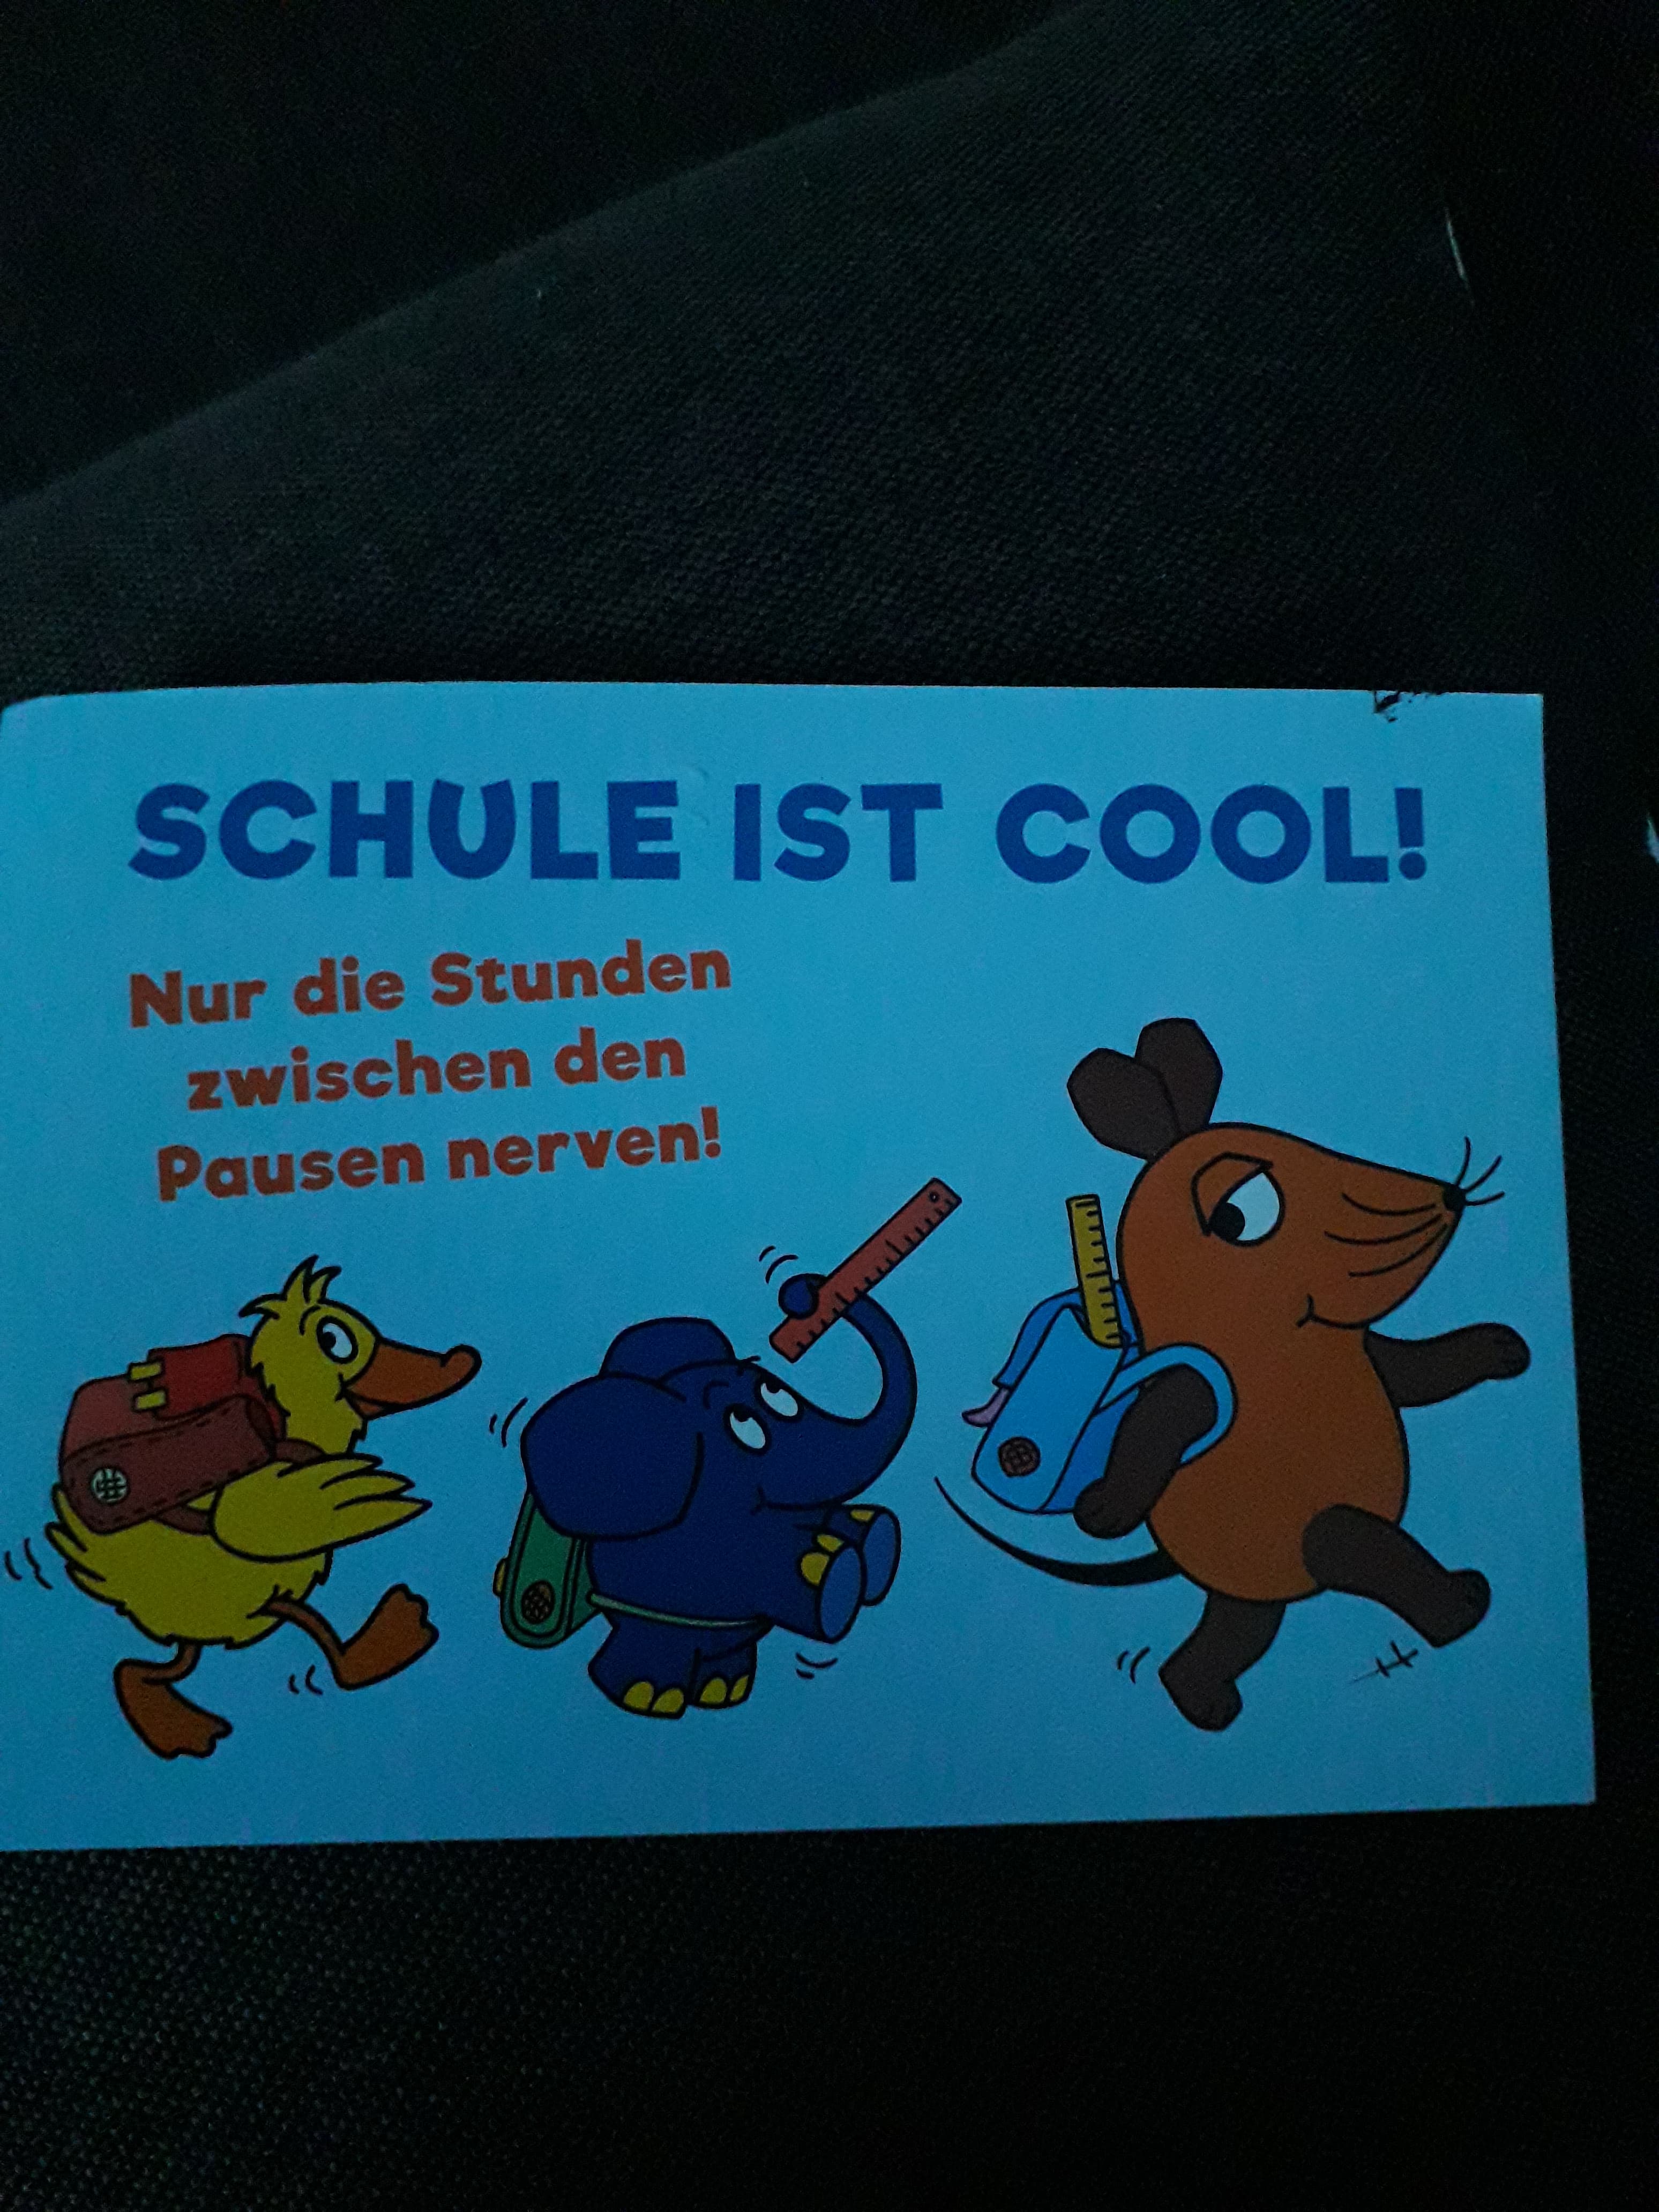 SCHULE IST COOL!
Nur die Stunden
zwischen den
Pausen nerven!